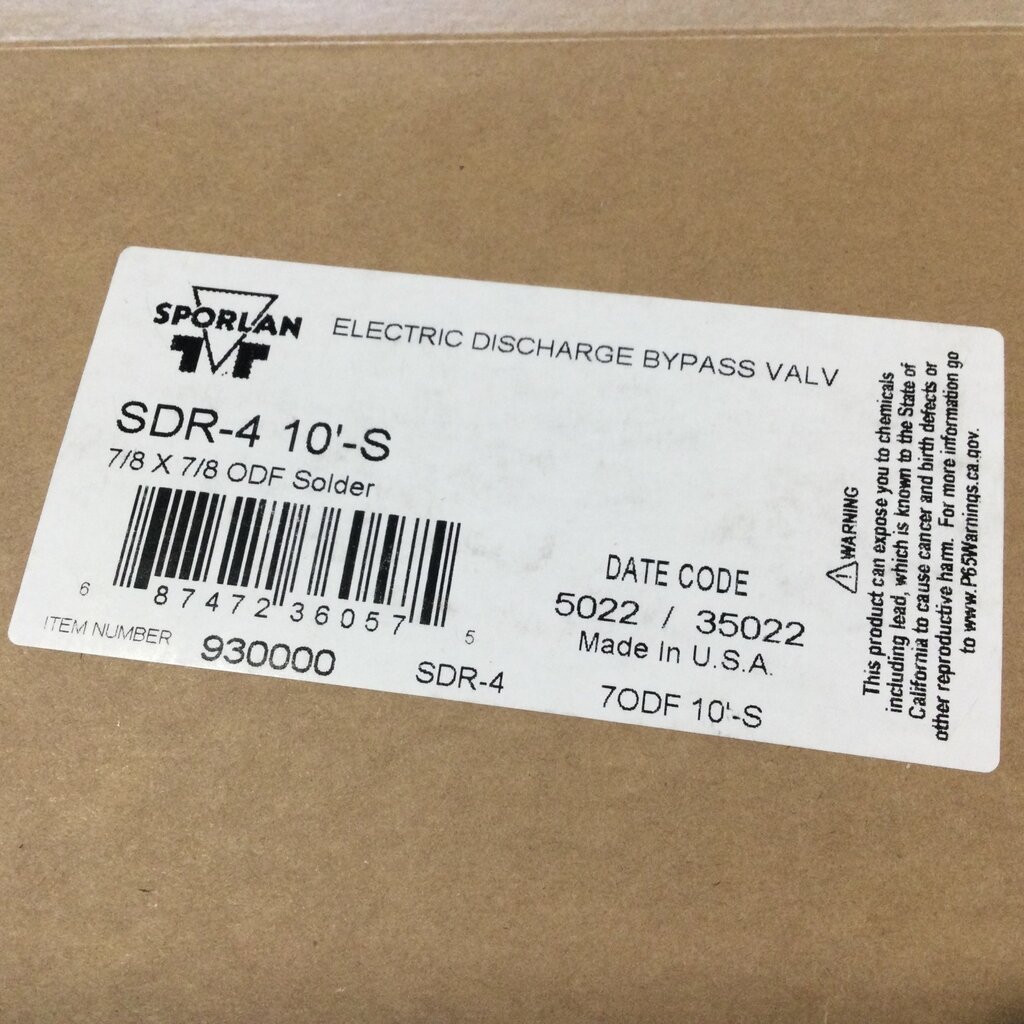 SPORLAN
ELECTRIC DISCHARGE BYPASS VALV
SDR-4 10'-S
7/8 X 7/8 ODF Solder
6 87472 36057 5
ITEM NUMBER 930000 SDR-4 7ODF 10'-S
DATE CODE
5022 / 35022
Made In U.S.A.
⚠WARNING
This product can expose you to chemicals
including lead, which is known to the State of
California to cause cancer and birth defects or
other reproductive harm. For more information go
to www.P65Warnings.ca.gov.